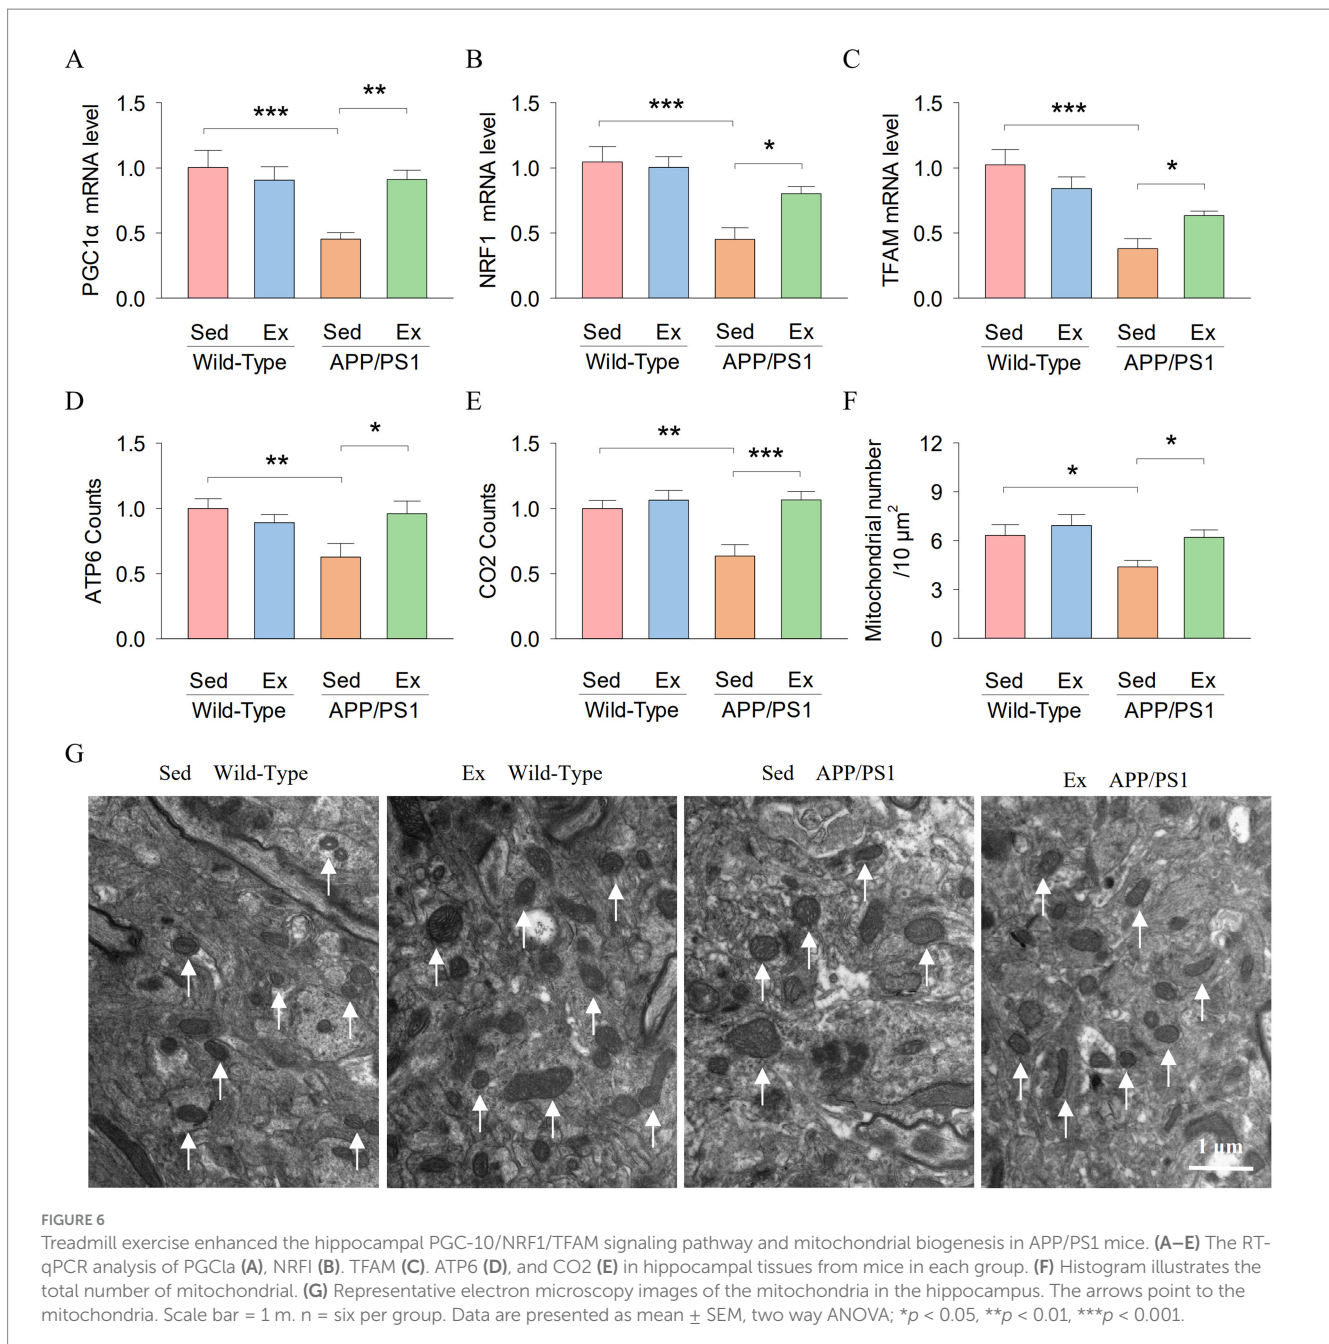 A
B
C
PGC1α mRNA level
1.5
1.0
0.5
0.0
***
**
Sed Ex Sed Ex
Wild-Type APP/PS1
NRF1 mRNA level
1.5
1.0
0.5
0.0
***
*
Sed Ex Sed Ex
Wild-Type APP/PS1
TFAM mRNA level
1.5
1.0
0.5
0.0
***
*
Sed Ex Sed Ex
Wild-Type APP/PS1
D
E
F
ATP6 Counts
1.5
1.0
0.5
0.0
**
*
Sed Ex Sed Ex
Wild-Type APP/PS1
CO2 Counts
1.5
1.0
0.5
0.0
**
***
Sed Ex Sed Ex
Wild-Type APP/PS1
Mitochondrial number
/10 μm²
12
9
6
3
0
*
*
Sed Ex Sed Ex
Wild-Type APP/PS1
G
Sed Wild-Type
Ex Wild-Type
Sed APP/PS1
Ex APP/PS1
1 μm
FIGURE 6
Treadmill exercise enhanced the hippocampal PGC-10/NRF1/TFAM signaling pathway and mitochondrial biogenesis in APP/PS1 mice. (A–E) The RT-
qPCR analysis of PGCla (A), NRFI (B). TFAM (C). ATP6 (D), and CO2 (E) in hippocampal tissues from mice in each group. (F) Histogram illustrates the
total number of mitochondrial. (G) Representative electron microscopy images of the mitochondria in the hippocampus. The arrows point to the
mitochondria. Scale bar = 1 m. n = six per group. Data are presented as mean ± SEM, two way ANOVA; *p < 0.05, **p < 0.01, ***p < 0.001.